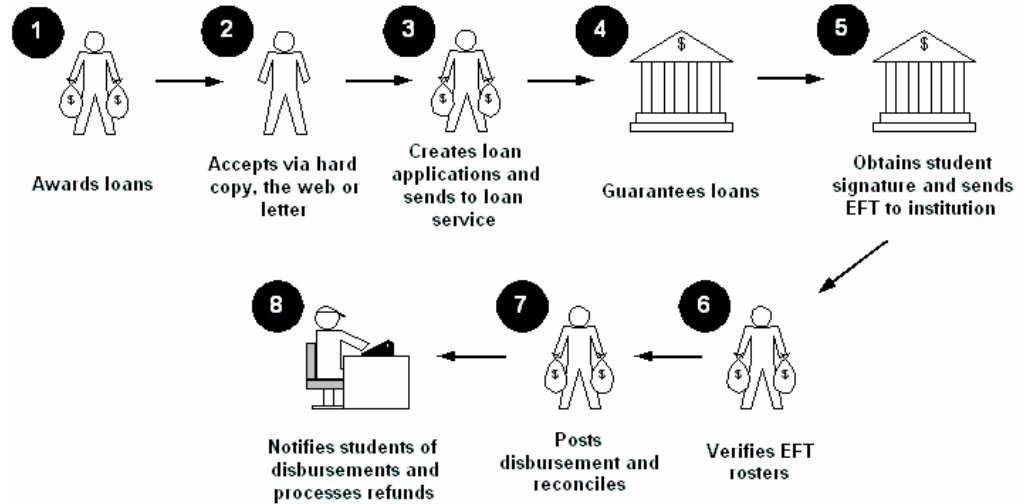 1
2
3
4
5
$
$
$
$
$
$
Awards loans
Accepts via hard
copy, the web or
letter
Creates loan
applications and
sends to loan
service
Guarantees loans
Obtains student
signature and sends
EFT to institution
8
7
6
$
$
$
$
Notifies students of
disbursements and
processes refunds
Posts
disbursement and
reconciles
Verifies EFT
rosters